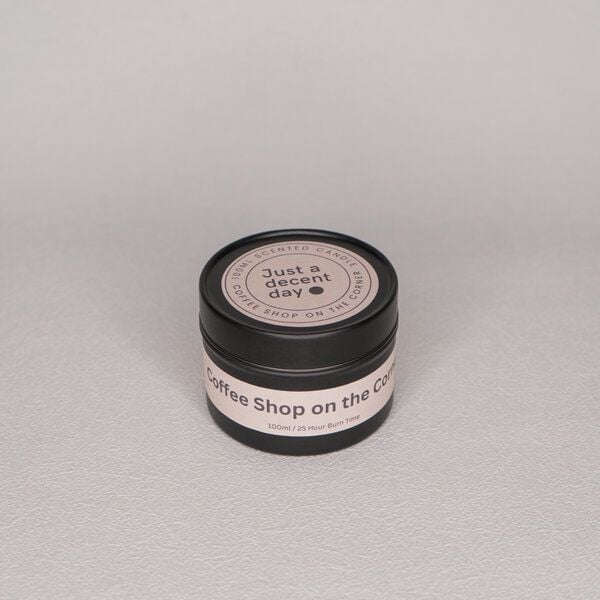 100ML SCENTED CANDLE
Just a
decent
day
COFFEE SHOP ON THE CORNER
Coffee Shop on the Corn
100ml / 25 Hour Burn Time